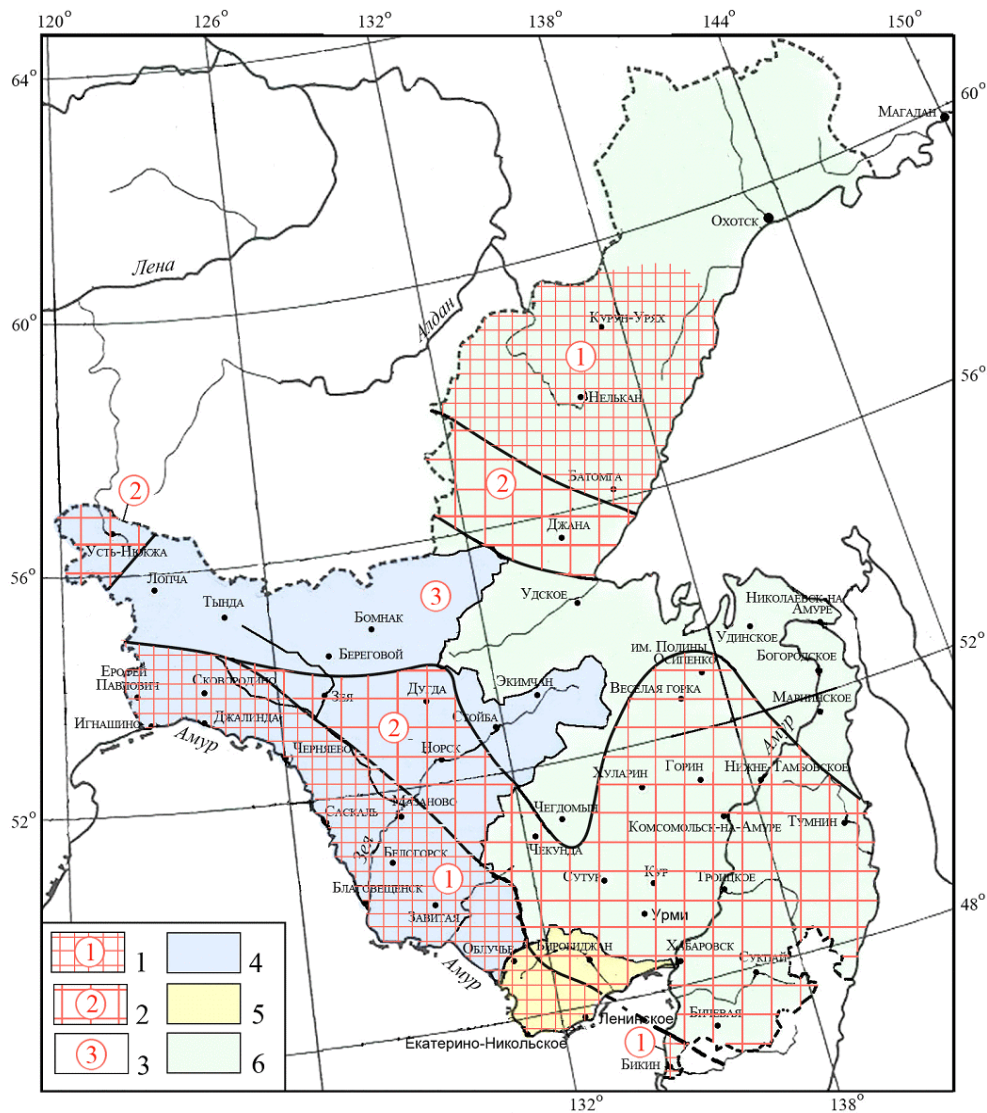 120° 126° 132° 138° 144° 150°
64°
60°
Магадан
Охотск
Лена
Алдан
60°
Курун-Урях
1
56°
Нелькан
2
Батомга
2
Джана
Усть-Нюкжа
56°
Лопча
3
Удское
Николаевск-на-
Амуре
Тында
Бомнак
Удинское
52°
им. Полины
Осипенко
Береговой
Богородское
Ерофей
Павлович
Сковородино
Зея
Дугда
Экимчан
Веселая горка
Мариинское
Игнашино
Джалинда
2
Стойба
Амур
Амур
Черняево
Норск
Хуларин
Горин
Нижне-Тамбовское
52°
Саскаль
Мазаново
Чегдомын
Комсомольск-на-Амуре
Тумнин
Зея
Белогорск
Чекунда
Благовещенск
1
Сутур
Кур
Троицкое
Завитая
Урми
48°
Облучье
Биробиджан
Хабаровск
Сукпай
Амур
Ленинское
Бичевая
Екатерино-Никольское
1
Бикин
1 1 4
2 2 5
3 3 6
132° 138°